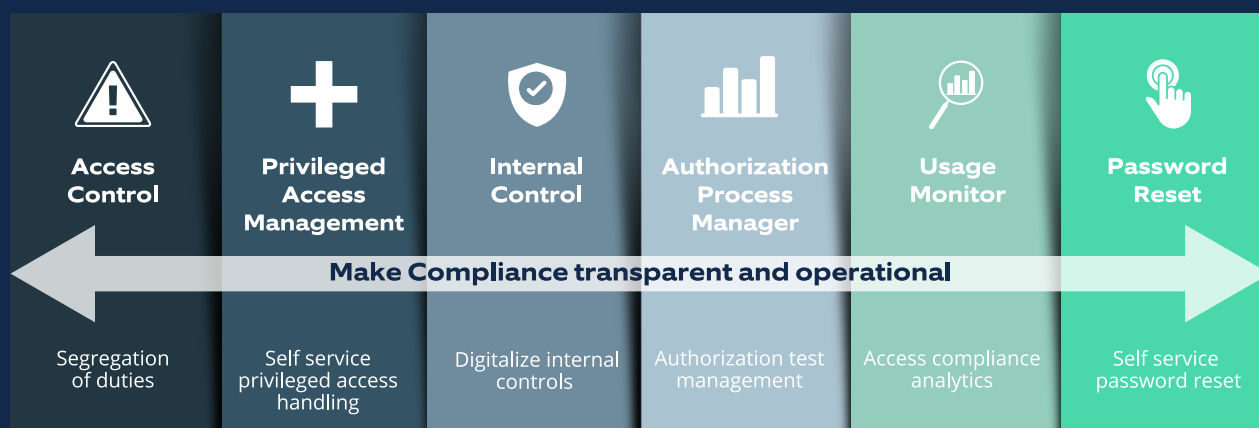 Access
Control
Privileged
Access
Management
Internal
Control
Authorization
Process
Manager
Usage
Monitor
Password
Reset
Make Compliance transparent and operational
Segregation
of duties
Self service
privileged access
handling
Digitalize internal
controls
Authorization test
management
Access compliance
analytics
Self service
password reset